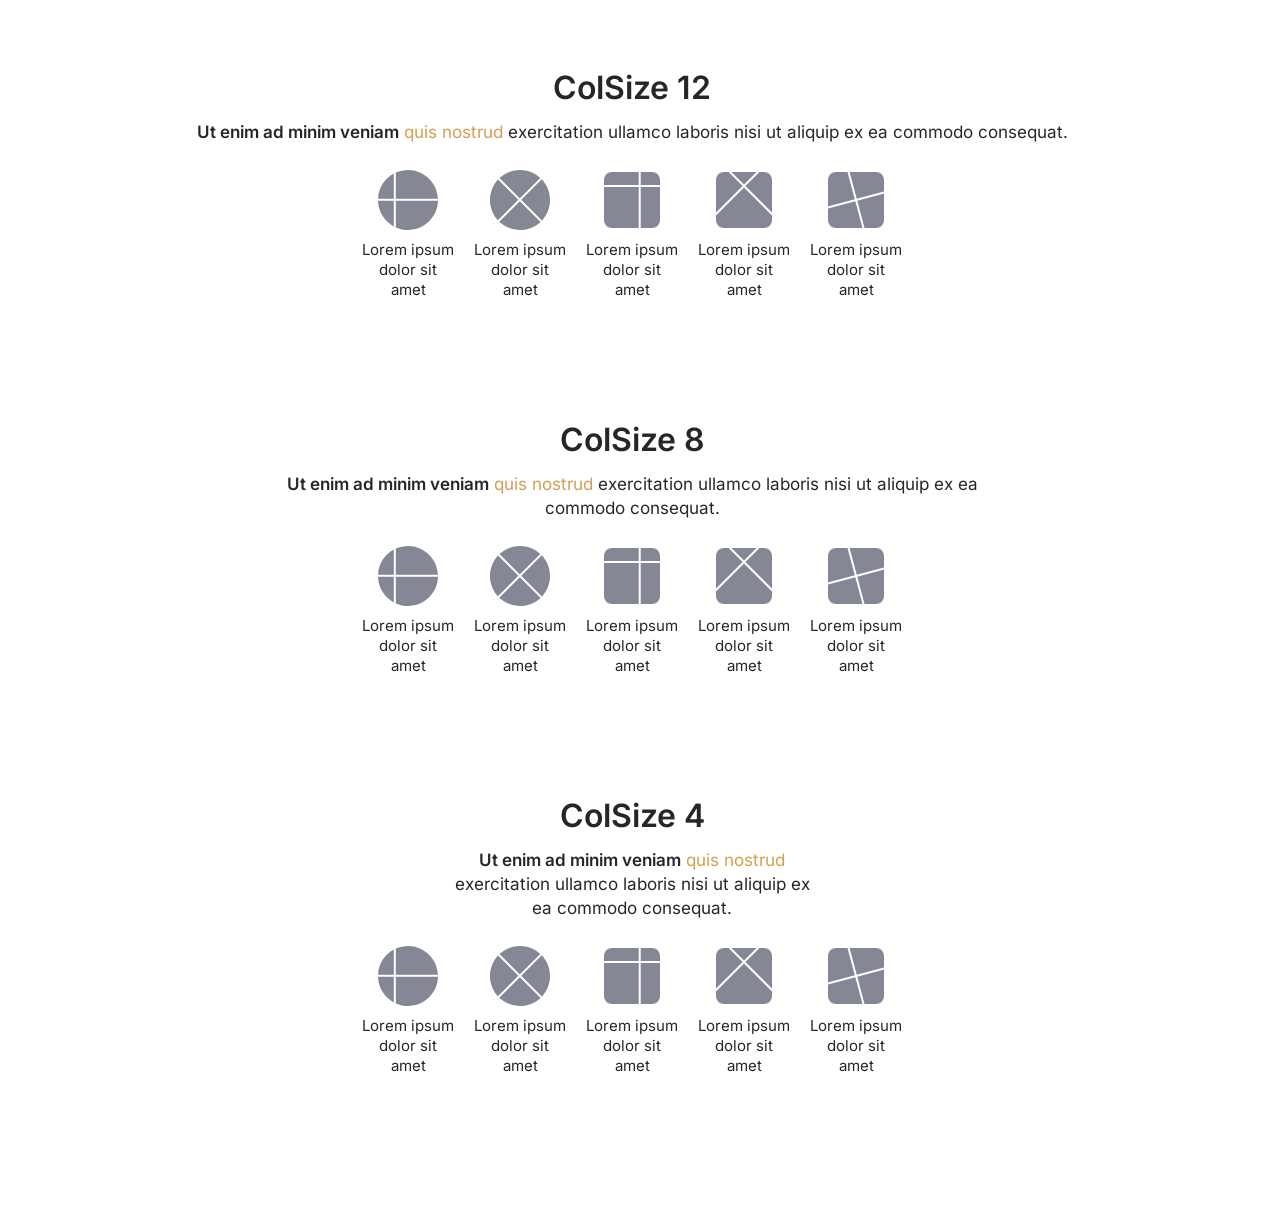 ColSize 12
Ut enim ad minim veniam quis nostrud exercitation ullamco laboris nisi ut aliquip ex ea commodo consequat.
Lorem ipsum
dolor sit
amet
Lorem ipsum
dolor sit
amet
Lorem ipsum
dolor sit
amet
Lorem ipsum
dolor sit
amet
Lorem ipsum
dolor sit
amet
ColSize 8
Ut enim ad minim veniam quis nostrud exercitation ullamco laboris nisi ut aliquip ex ea
commodo consequat.
Lorem ipsum
dolor sit
amet
Lorem ipsum
dolor sit
amet
Lorem ipsum
dolor sit
amet
Lorem ipsum
dolor sit
amet
Lorem ipsum
dolor sit
amet
ColSize 4
Ut enim ad minim veniam quis nostrud
exercitation ullamco laboris nisi ut aliquip ex
ea commodo consequat.
Lorem ipsum
dolor sit
amet
Lorem ipsum
dolor sit
amet
Lorem ipsum
dolor sit
amet
Lorem ipsum
dolor sit
amet
Lorem ipsum
dolor sit
amet